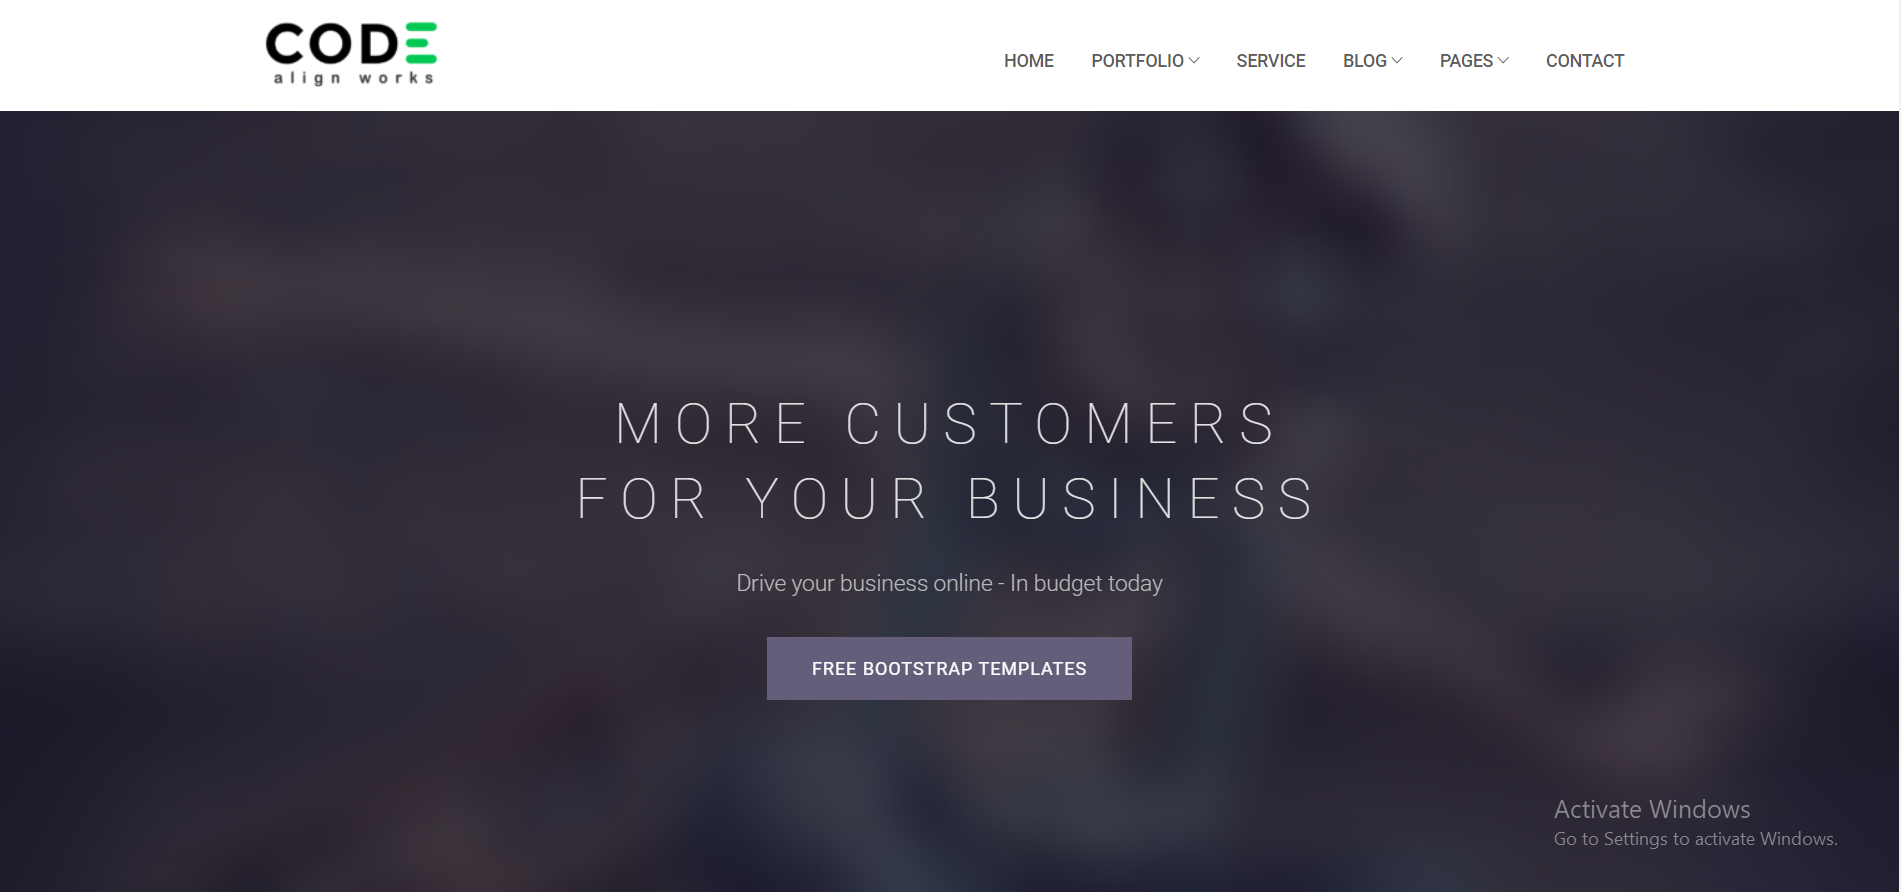 CODE
align works
HOME PORTFOLIO SERVICE BLOG PAGES CONTACT
MORE CUSTOMERS
FOR YOUR BUSINESS
Drive your business online - In budget today
FREE BOOTSTRAP TEMPLATES
Activate Windows
Go to Settings to activate Windows.